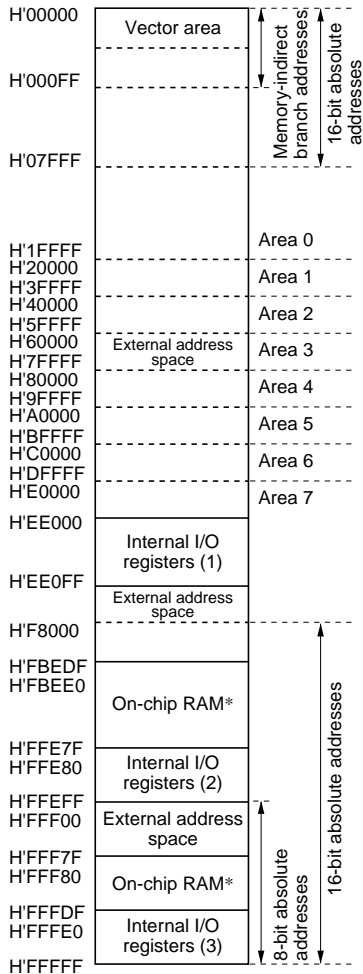 H'00000
Vector area
H'000FF
Memory-indirect
branch addresses
16-bit absolute
addresses
H'07FFF
H'1FFFF
Area 0
H'20000
Area 1
H'3FFFF
H'40000
Area 2
H'5FFFF
H'60000
External address
space
Area 3
H'7FFFF
H'80000
Area 4
H'9FFFF
H'A0000
Area 5
H'BFFFF
H'C0000
Area 6
H'DFFFF
H'E0000
Area 7
H'EE000
Internal I/O
registers (1)
H'EE0FF
External address
space
H'F8000
H'FBEDF
H'FBEE0
On-chip RAM*
H'FFE7F
H'FFE80
Internal I/O
registers (2)
H'FFEFF
H'FFF00
External address
space
H'FFF7F
H'FFF80
On-chip RAM*
H'FFFDF
H'FFFE0
Internal I/O
registers (3)
H'FFFFF
8-bit absolute
addresses
16-bit absolute addresses